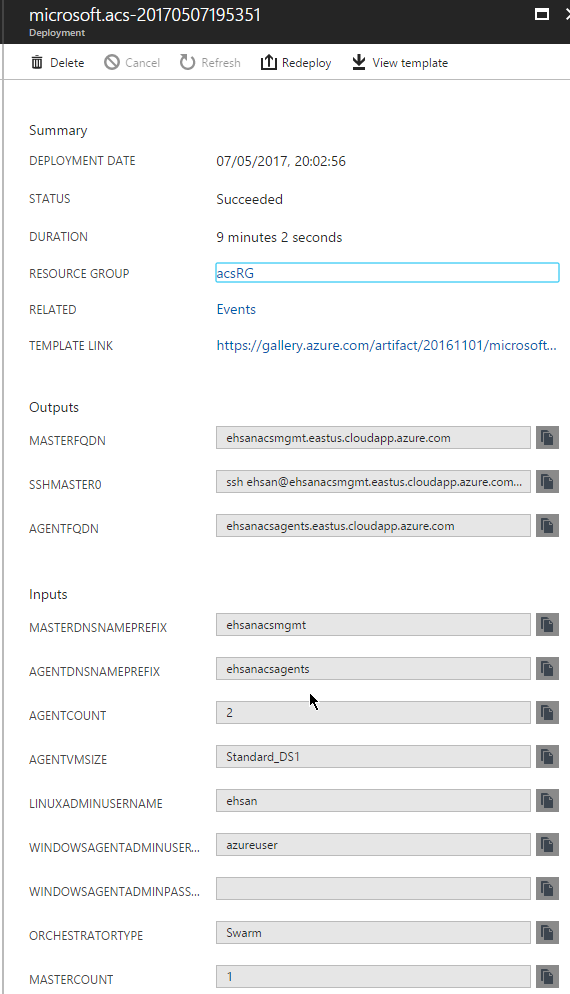 microsoft.acs-20170507195351
Deployment
Delete Cancel Refresh Redeploy View template
Summary
DEPLOYMENT DATE 07/05/2017, 20:02:56
STATUS Succeeded
DURATION 9 minutes 2 seconds
RESOURCE GROUP acsRG
RELATED Events
TEMPLATE LINK https://gallery.azure.com/artifact/20161101/microsoft...
Outputs
MASTERFQDN ehsanacsmgmt.eastus.cloudapp.azure.com
SSHMASTER0 ssh ehsan@ehsanacsmgmt.eastus.cloudapp.azure.com...
AGENTFQDN ehsanacsagents.eastus.cloudapp.azure.com
Inputs
MASTERDNSNAMEPREFIX ehsanacsmgmt
AGENTDNSNAMEPREFIX ehsanacsagents
AGENTCOUNT 2
AGENTVMSIZE Standard_DS1
LINUXADMINUSERNAME ehsan
WINDOWSAGENTADMINUSER... azureuser
WINDOWSAGENTADMINPASS...
ORCHESTRATORTYPE Swarm
MASTERCOUNT 1